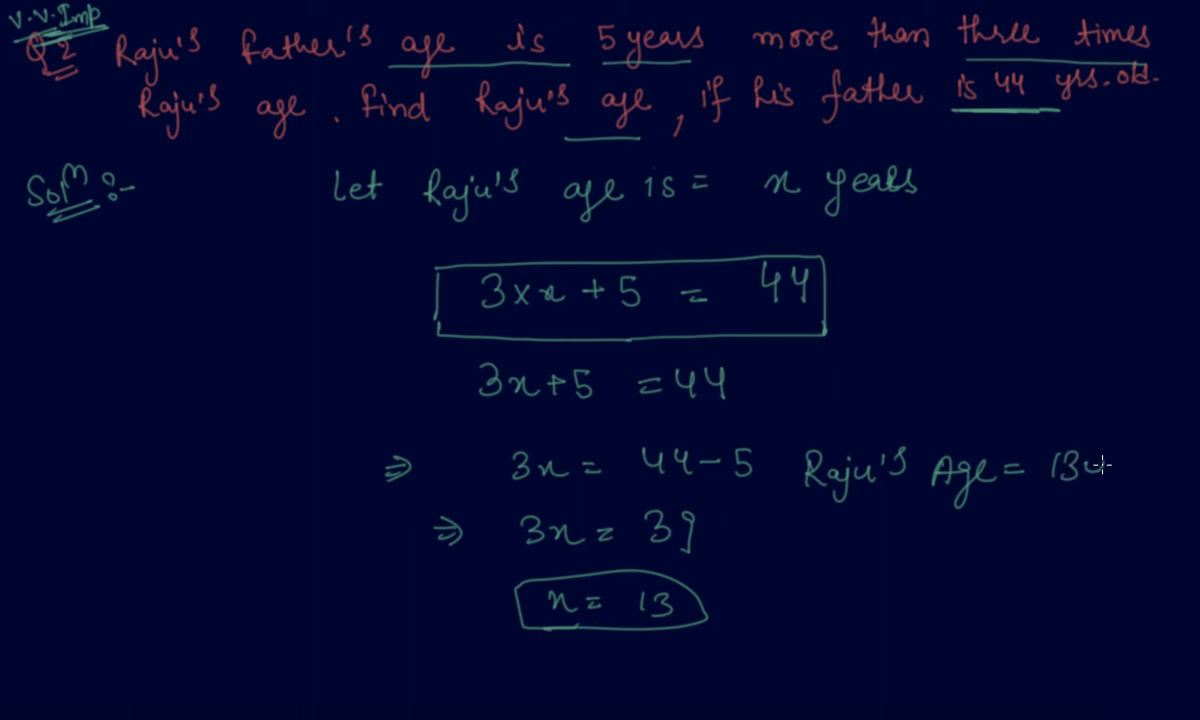 V.V.Imp
Q2 Raju's father's age is 5 years more than three times
Raju's age. Find Raju's age, if his father is 44 yrs. old.
Solⁿ :- Let Raju's age is = x years
3×x + 5 = 44
3x+5 = 44
⇒ 3x = 44-5 Raju's Age = 13
⇒ 3x = 39
x = 13